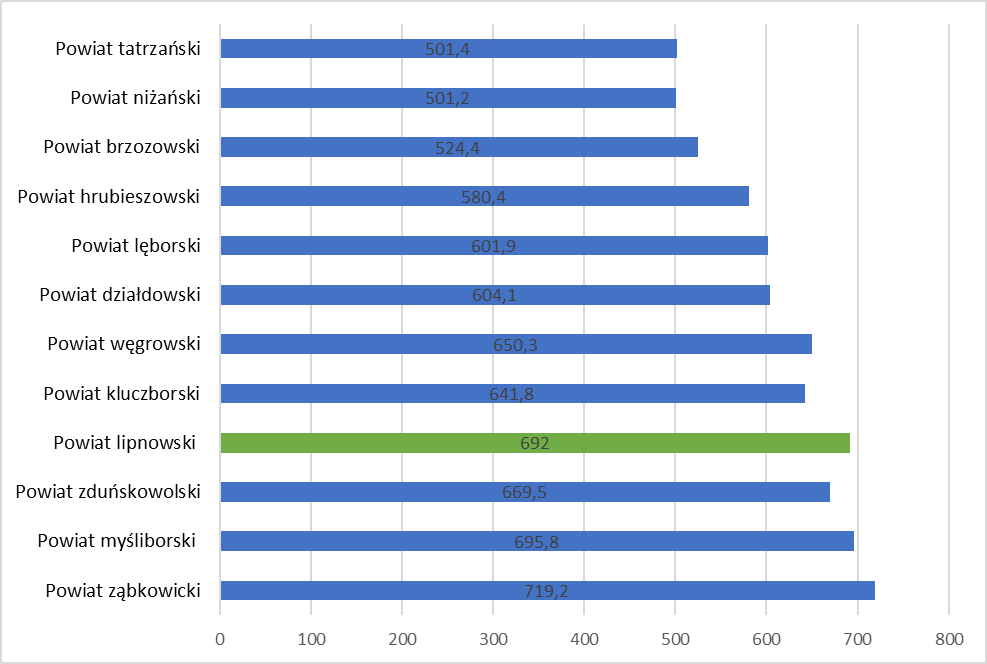 Powiat tatrzański 501,4
Powiat niżański 501,2
Powiat brzozowski 524,4
Powiat hrubieszowski 580,4
Powiat lęborski 601,9
Powiat działdowski 604,1
Powiat węgrowski 650,3
Powiat kluczborski 641,8
Powiat lipnowski 692
Powiat zduńskowolski 669,5
Powiat myśliborski 695,8
Powiat ząbkowicki 719,2
0 100 200 300 400 500 600 700 800